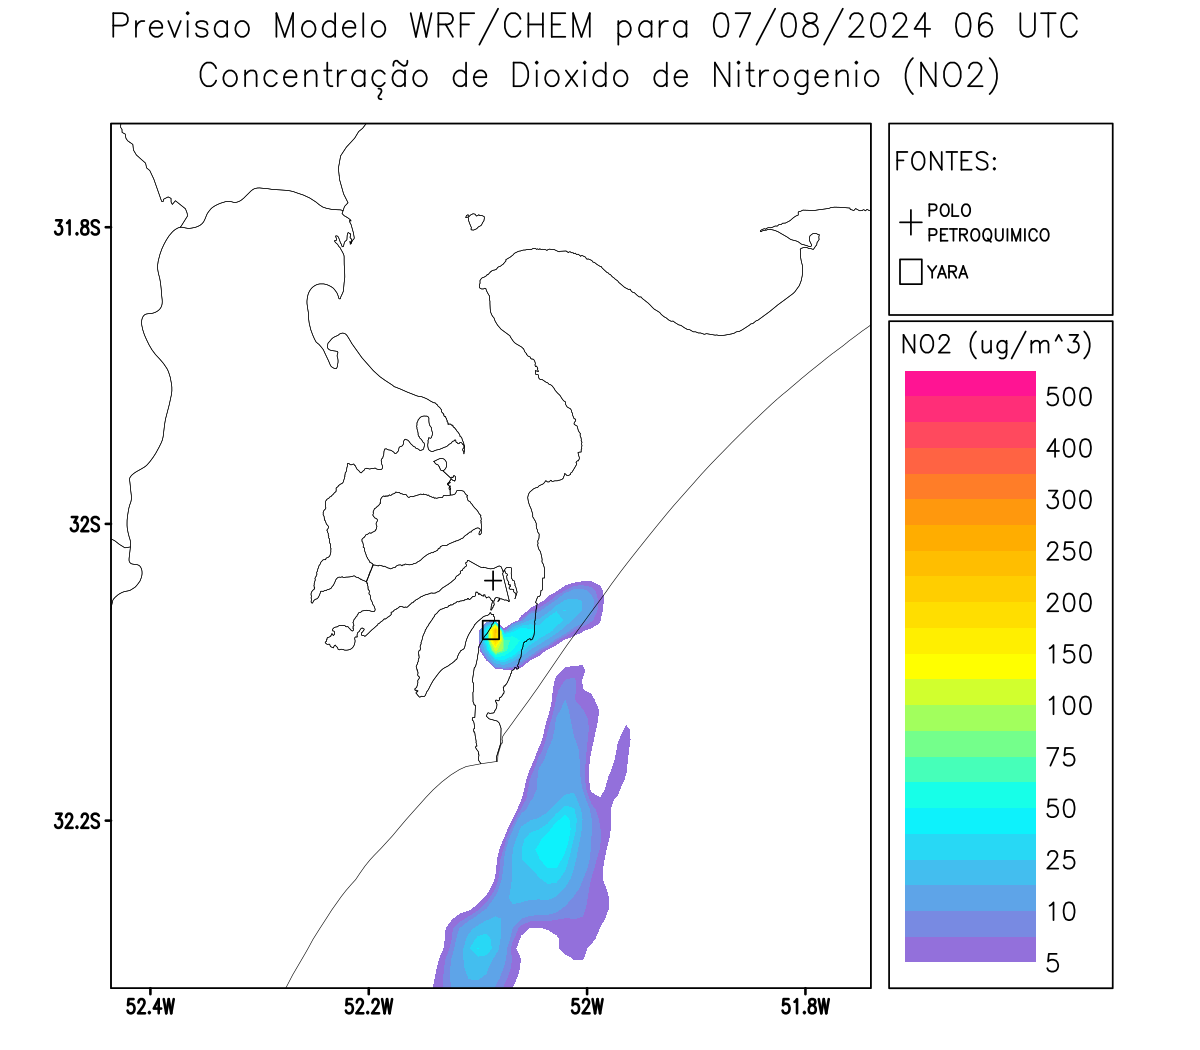 Previsao Modelo WRF/CHEM para 07/08/2024 06 UTC
Concentração de Dioxido de Nitrogenio (NO2)
FONTES:
POLO
PETROQUIMICO
YARA
NO2 (ug/m^3)
500
400
300
250
200
150
100
75
50
25
10
5
31.8S
32S
32.2S
52.4W
52.2W
52W
51.8W